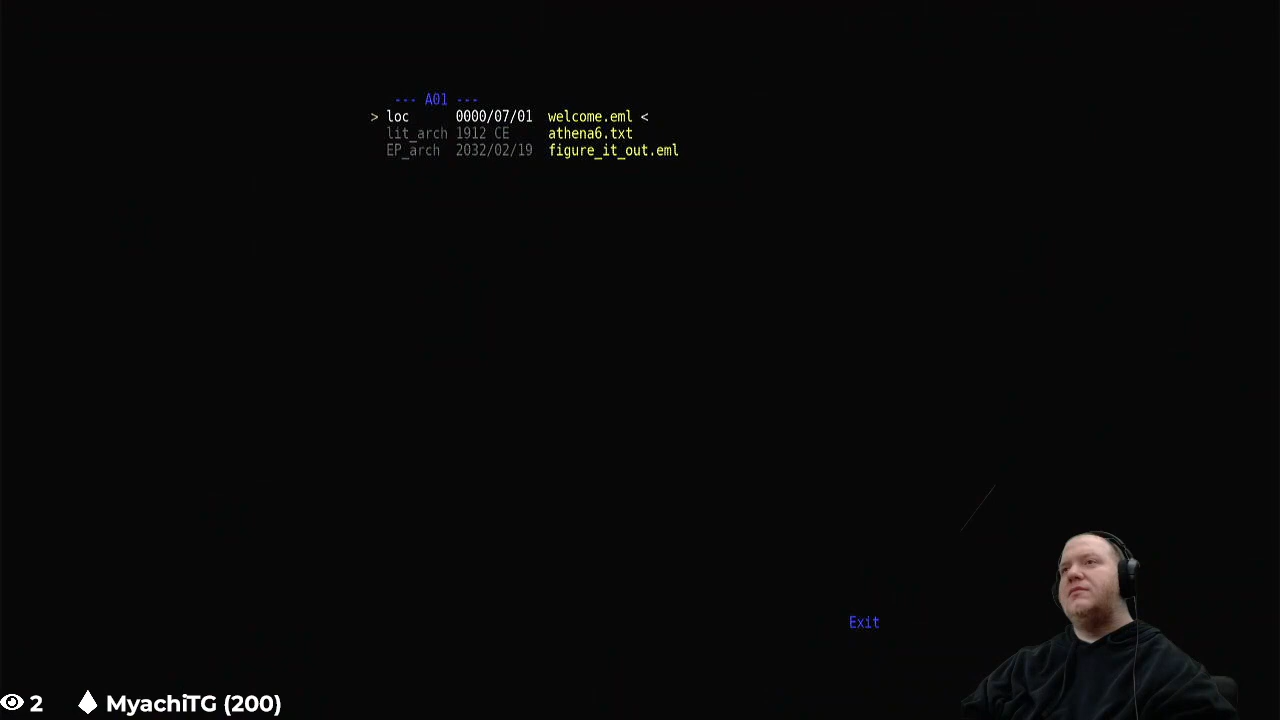 --- A01 ---
> loc 0000/07/01 welcome.eml <
lit_arch 1912 CE athena6.txt
EP_arch 2032/02/19 figure_it_out.eml
Exit
2 MyachiTG (200)